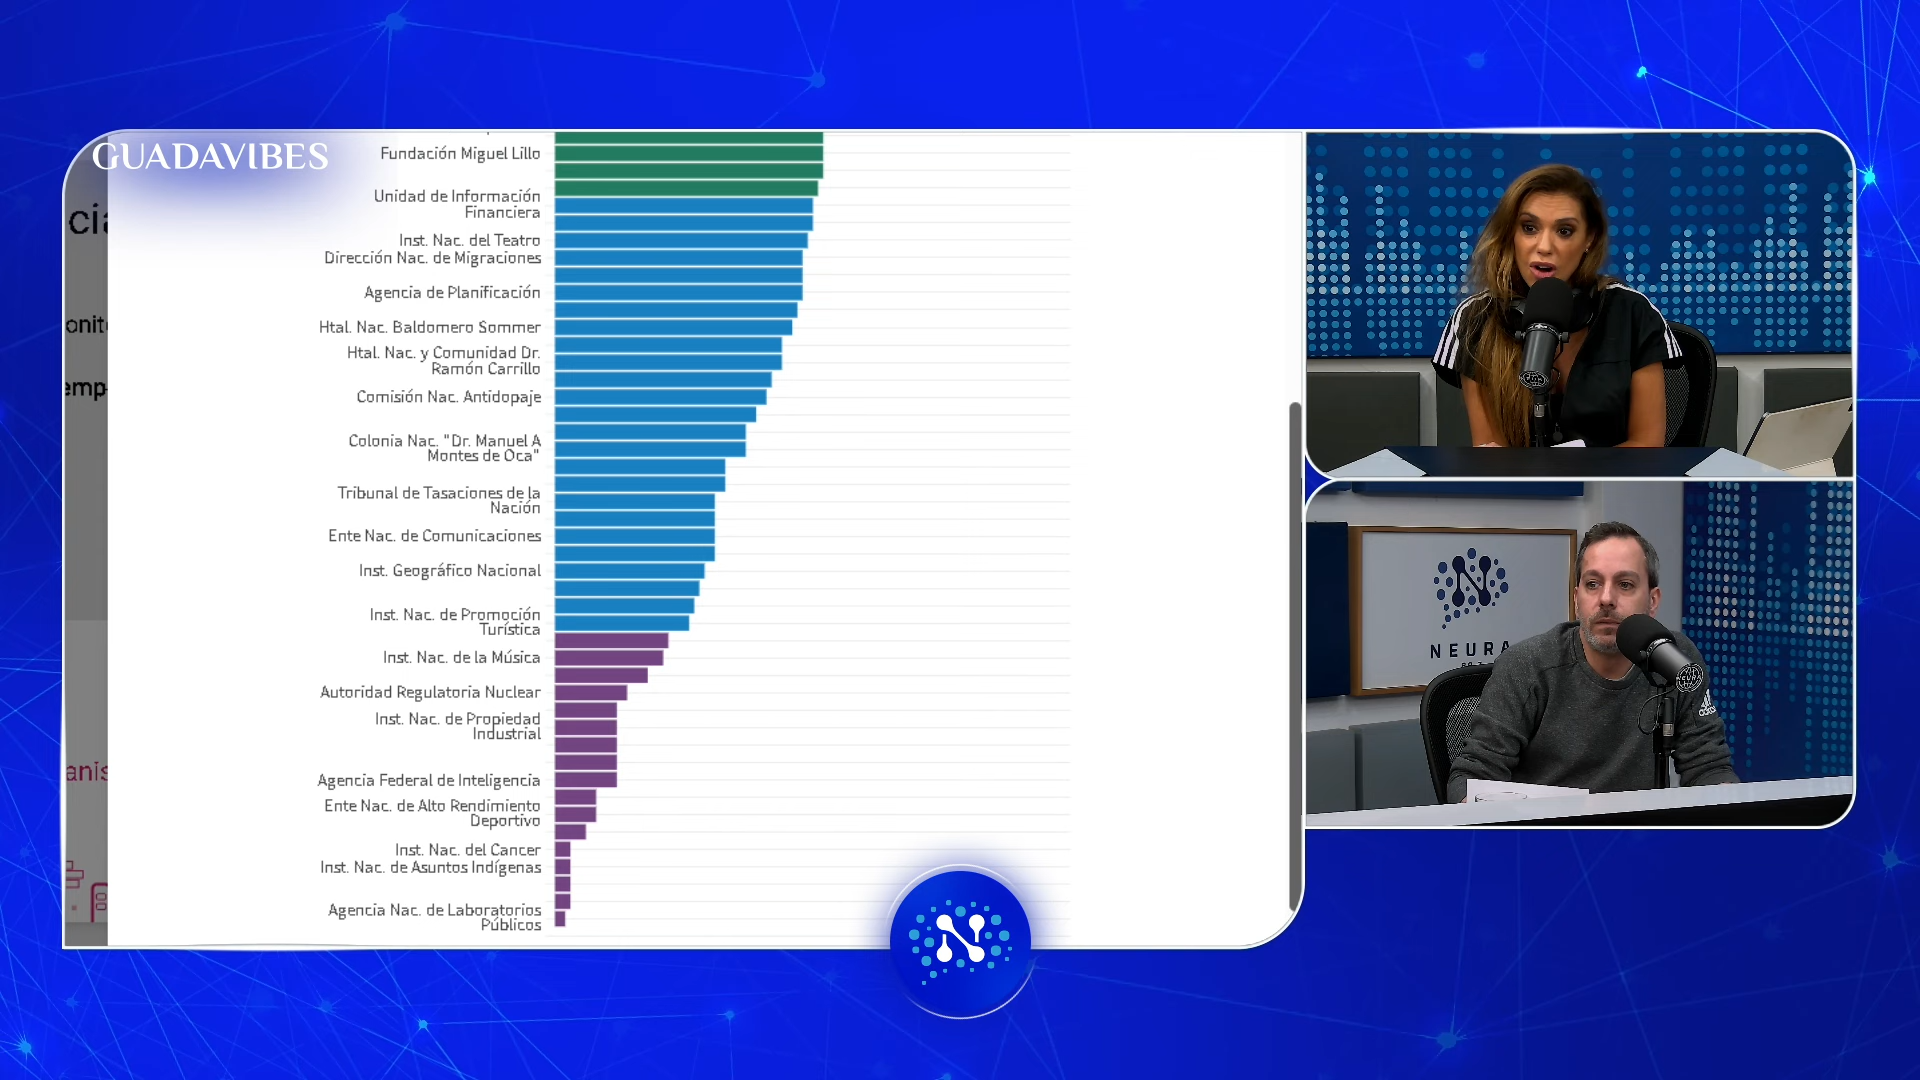 GUADAVIBES
Fundación Miguel Lillo
Unidad de Información
Financiera
Inst. Nac. del Teatro
Dirección Nac. de Migraciones
Agencia de Planificación
Htal. Nac. Baldomero Sommer
Htal. Nac. y Comunidad Dr.
Ramón Carrillo
Comisión Nac. Antidopaje
Colonia Nac. "Dr. Manuel A
Montes de Oca"
Tribunal de Tasaciones de la
Nación
Ente Nac. de Comunicaciones
Inst. Geográfico Nacional
Inst. Nac. de Promoción
Turística
Inst. Nac. de la Música
Autoridad Regulatoria Nuclear
Inst. Nac. de Propiedad
Industrial
Agencia Federal de Inteligencia
Ente Nac. de Alto Rendimiento
Deportivo
Inst. Nac. del Cancer
Inst. Nac. de Asuntos Indígenas
Agencia Nac. de Laboratorios
Públicos
NEURA
adidas